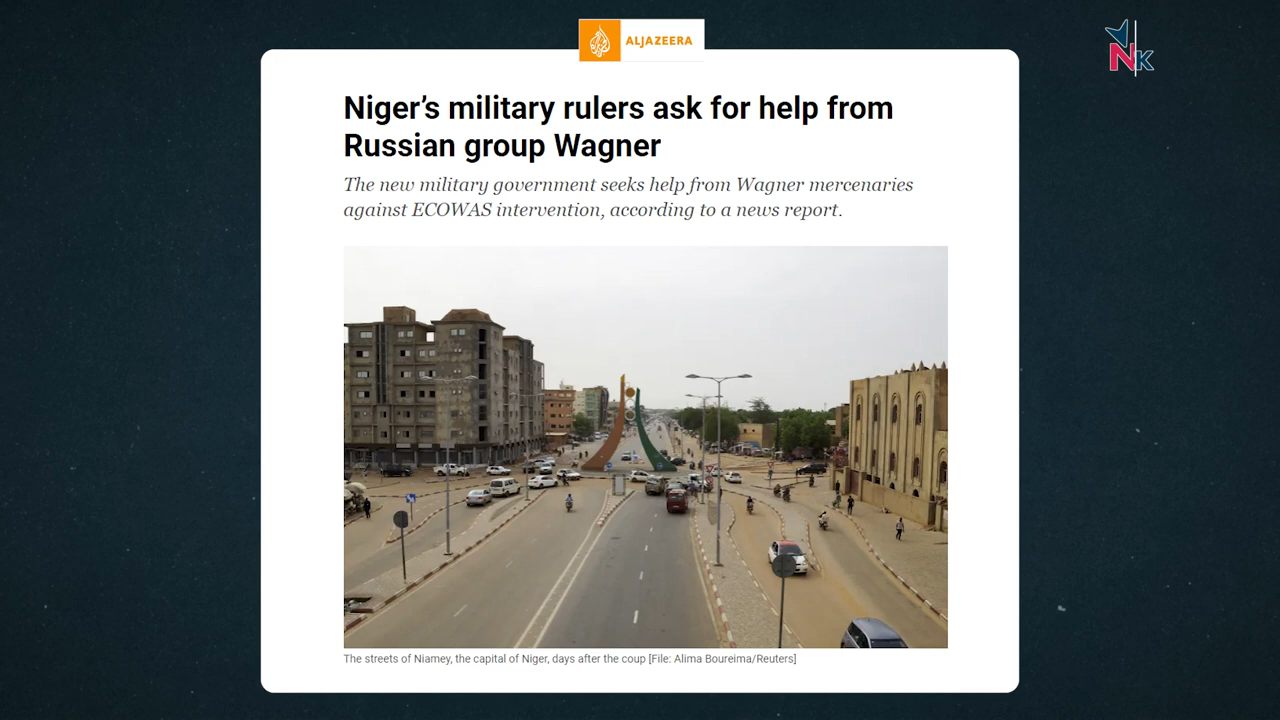 ALJAZEERA
NK
Niger’s military rulers ask for help from
Russian group Wagner
The new military government seeks help from Wagner mercenaries
against ECOWAS intervention, according to a news report.
The streets of Niamey, the capital of Niger, days after the coup [File: Alima Boureima/Reuters]